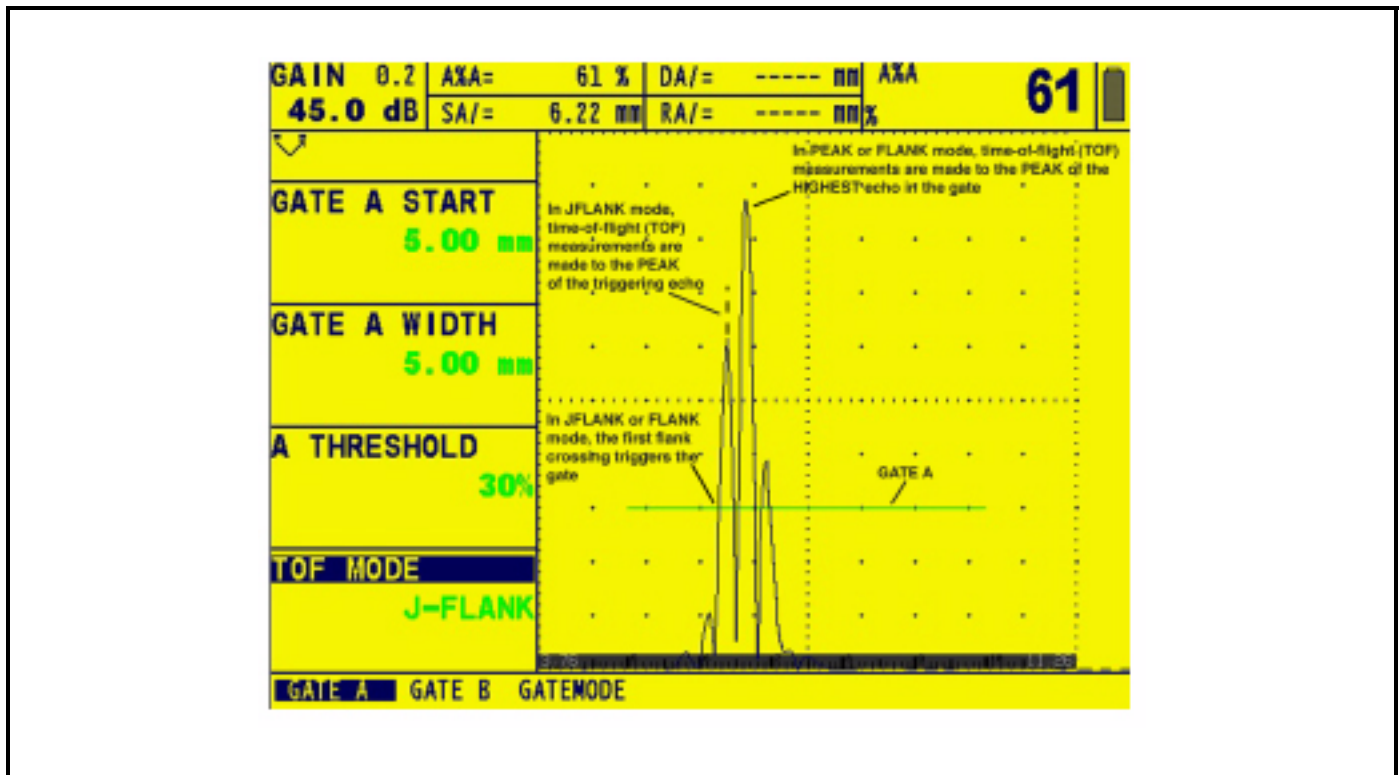 GAIN 0.2 A%A= 61 % DA/= ----- mm A%A 61
45.0 dB SA/= 6.22 mm RA/= ----- mm %
In PEAK or FLANK mode, time-of-flight (TOF)
measurements are made to the PEAK of the
HIGHEST echo in the gate
GATE A START
5.00 mm
In JFLANK mode,
time-of-flight (TOF)
measurements are
made to the PEAK
of the triggering echo
GATE A WIDTH
5.00 mm
In JFLANK or FLANK
mode, the first flank
crossing triggers the
gate
A THRESHOLD
30%
GATE A
TOF MODE
J-FLANK
11.26
GATE A GATE B GATEMODE